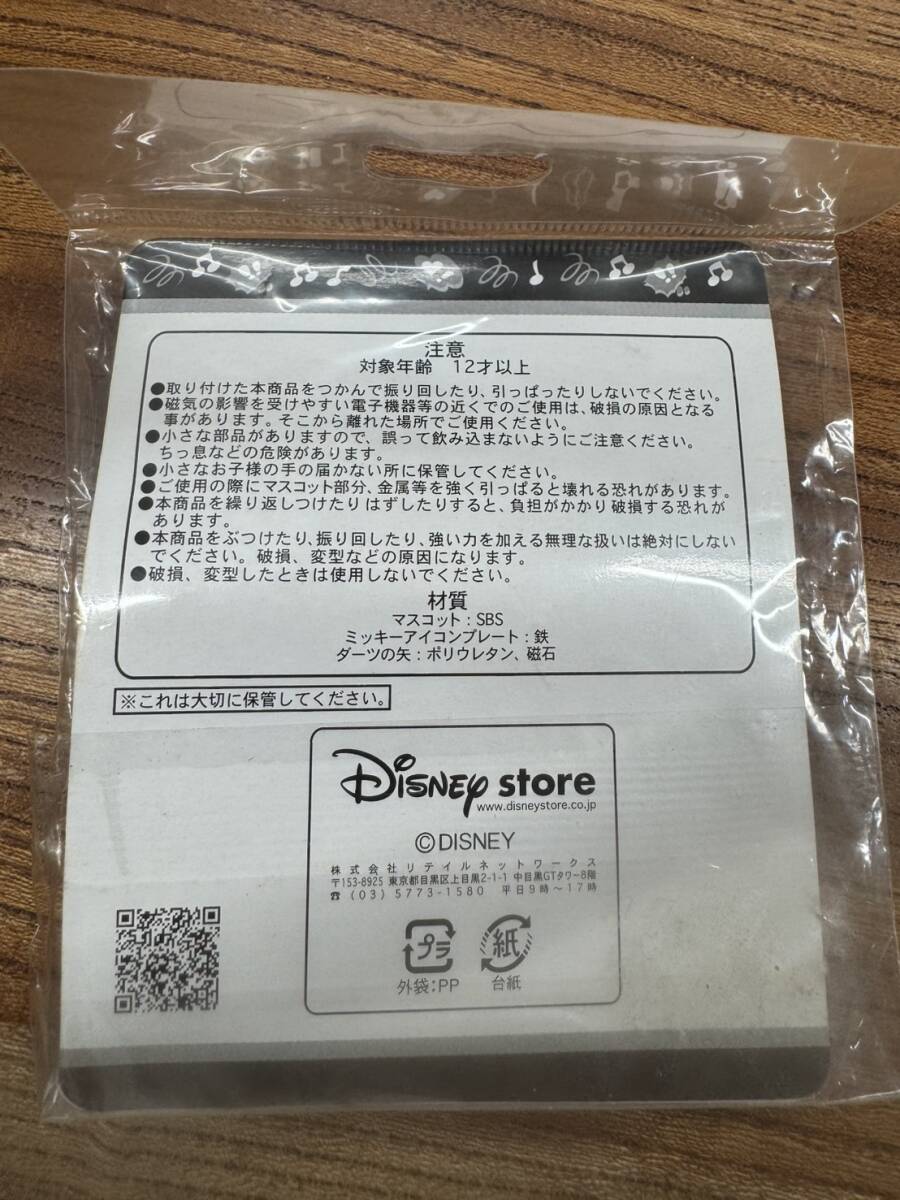 注意
対象年齢　12才以上
●取り付けた本商品をつかんで振り回したり、引っぱったりしないでください。
●磁気の影響を受けやすい電子機器等の近くでのご使用は、破損の原因となる
事があります。そこから離れた場所でご使用ください。
●小さな部品がありますので、誤って飲み込まないようにご注意ください。
ちっ息などの危険があります。
●小さなお子様の手の届かない所に保管してください。
●ご使用の際にマスコット部分、金属等を強く引っぱると壊れる恐れがあります。
●本商品を繰り返しつけたりはずしたりすると、負担がかかり破損する恐れが
あります。
●本商品をぶつけたり、振り回したり、強い力を加える無理な扱いは絶対にしない
でください。破損、変型などの原因になります。
●破損、変型したときは使用しないでください。
材質
マスコット：SBS
ミッキーアイコンプレート：鉄
ダーツの矢：ポリウレタン、磁石
※これは大切に保管してください。
Disney store
www.disneystore.co.jp
©DISNEY
株式会社リテイルネットワークス
〒153-8925 東京都目黒区上目黒2-1-1 中目黒GTタワー8階
☎(03)5773-1580 平日9時〜17時
プラ 紙
外袋：PP 台紙